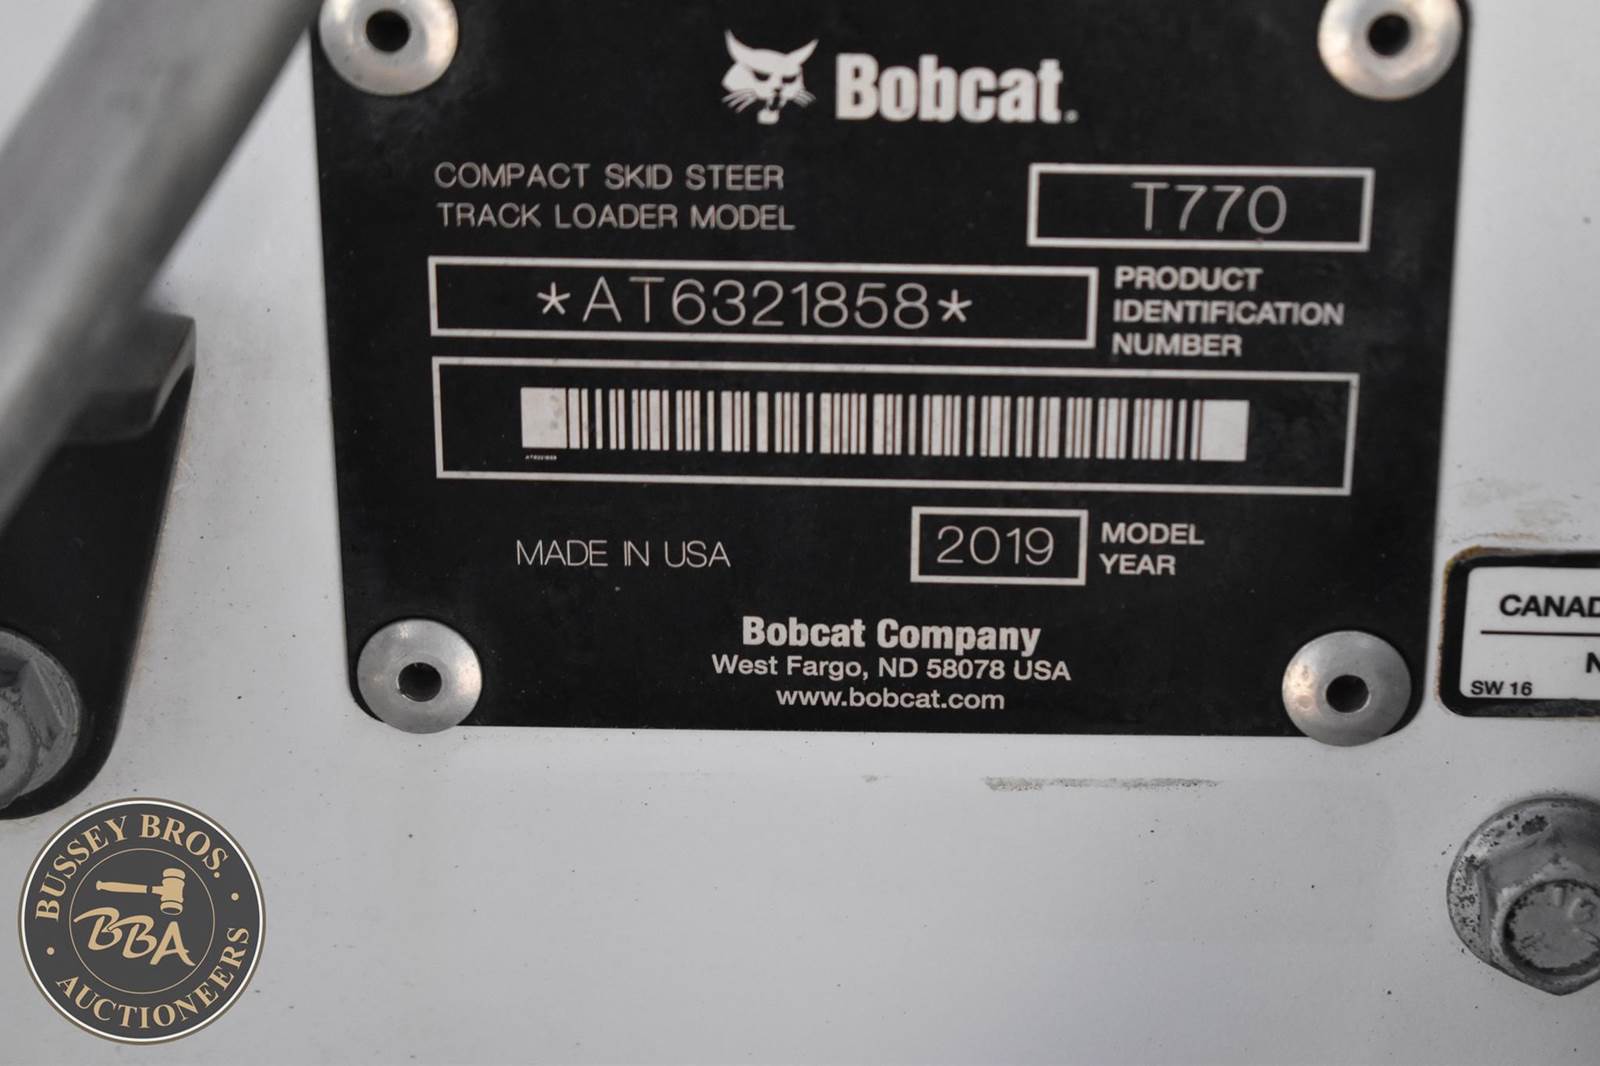 Bobcat.
COMPACT SKID STEER
TRACK LOADER MODEL
T770
*AT6321858*
PRODUCT
IDENTIFICATION
NUMBER
MADE IN USA
2019
MODEL
YEAR
Bobcat Company
West Fargo, ND 58078 USA
www.bobcat.com
CANAD
N
SW 16
BUSSEY BROS.
BBA
AUCTIONEERS